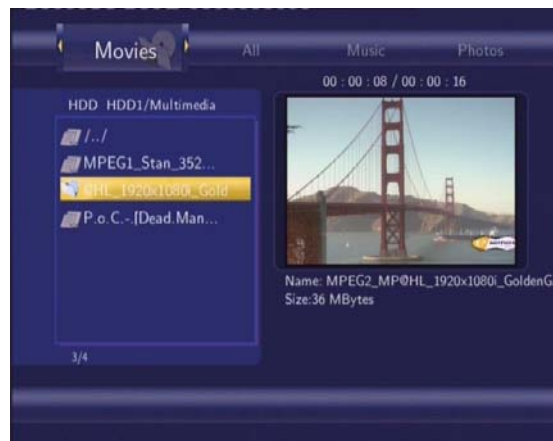 Movies
All
Music
Photos
00 : 00 : 08 / 00 : 00 : 16
HDD HDD1/Multimedia
/../
MPEG1_Stan_352...
@HL_1920x1080i_Gold
P.o.C.-.[Dead.Man...
Name: MPEG2_MP@HL_1920x1080i_GoldenG
Size:36 MBytes
3/4